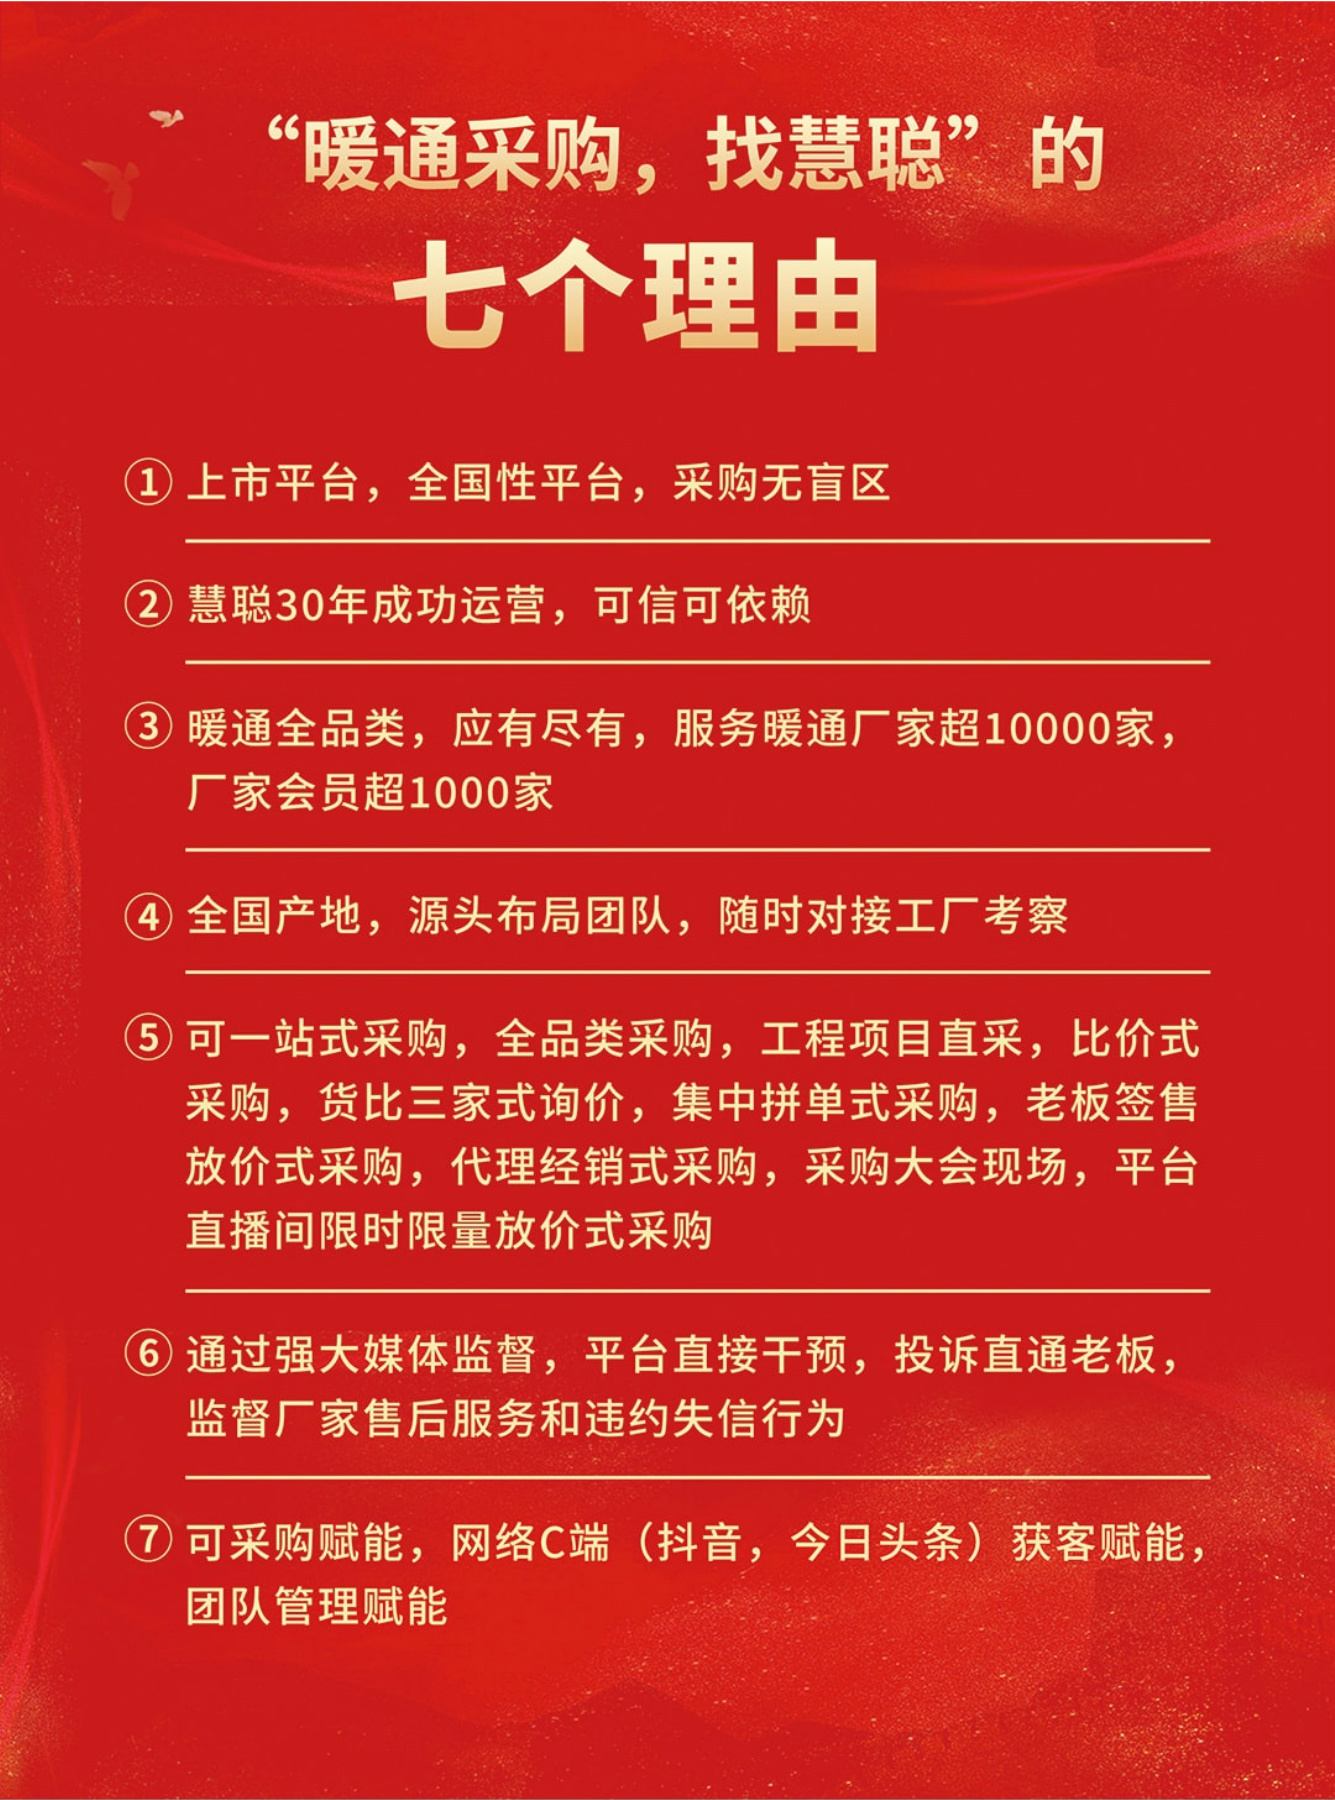 “暖通采购，找慧聪”的
七个理由
① 上市平台，全国性平台，采购无盲区
② 慧聪30年成功运营，可信可依赖
③ 暖通全品类，应有尽有，服务暖通厂家超10000家，
厂家会员超1000家
④ 全国产地，源头布局团队，随时对接工厂考察
⑤ 可一站式采购，全品类采购，工程项目直采，比价式
采购，货比三家式询价，集中拼单式采购，老板签售
放价式采购，代理经销式采购，采购大会现场，平台
直播间限时限量放价式采购
⑥ 通过强大媒体监督，平台直接干预，投诉直通老板，
监督厂家售后服务和违约失信行为
⑦ 可采购赋能，网络C端（抖音，今日头条）获客赋能，
团队管理赋能